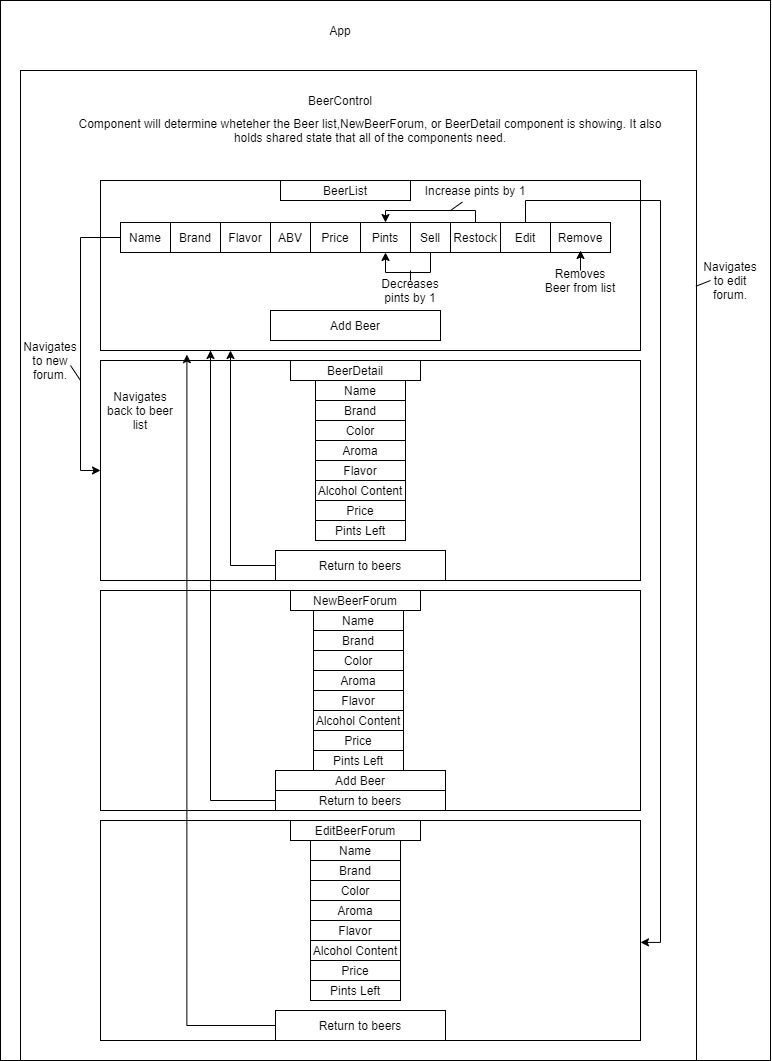 App
BeerControl
Component will determine wheteher the Beer list,NewBeerForum, or BeerDetail component is showing. It also
holds shared state that all of the components need.
BeerList
Increase pints by 1
Name
Brand
Flavor
ABV
Price
Pints
Sell
Restock
Edit
Remove
Decreases
pints by 1
Removes
Beer from list
Navigates
to edit
forum.
Add Beer
Navigates
to new
forum.
BeerDetail
Navigates
back to beer
list
Name
Brand
Color
Aroma
Flavor
Alcohol Content
Price
Pints Left
Return to beers
NewBeerForum
Name
Brand
Color
Aroma
Flavor
Alcohol Content
Price
Pints Left
Add Beer
Return to beers
EditBeerForum
Name
Brand
Color
Aroma
Flavor
Alcohol Content
Price
Pints Left
Return to beers